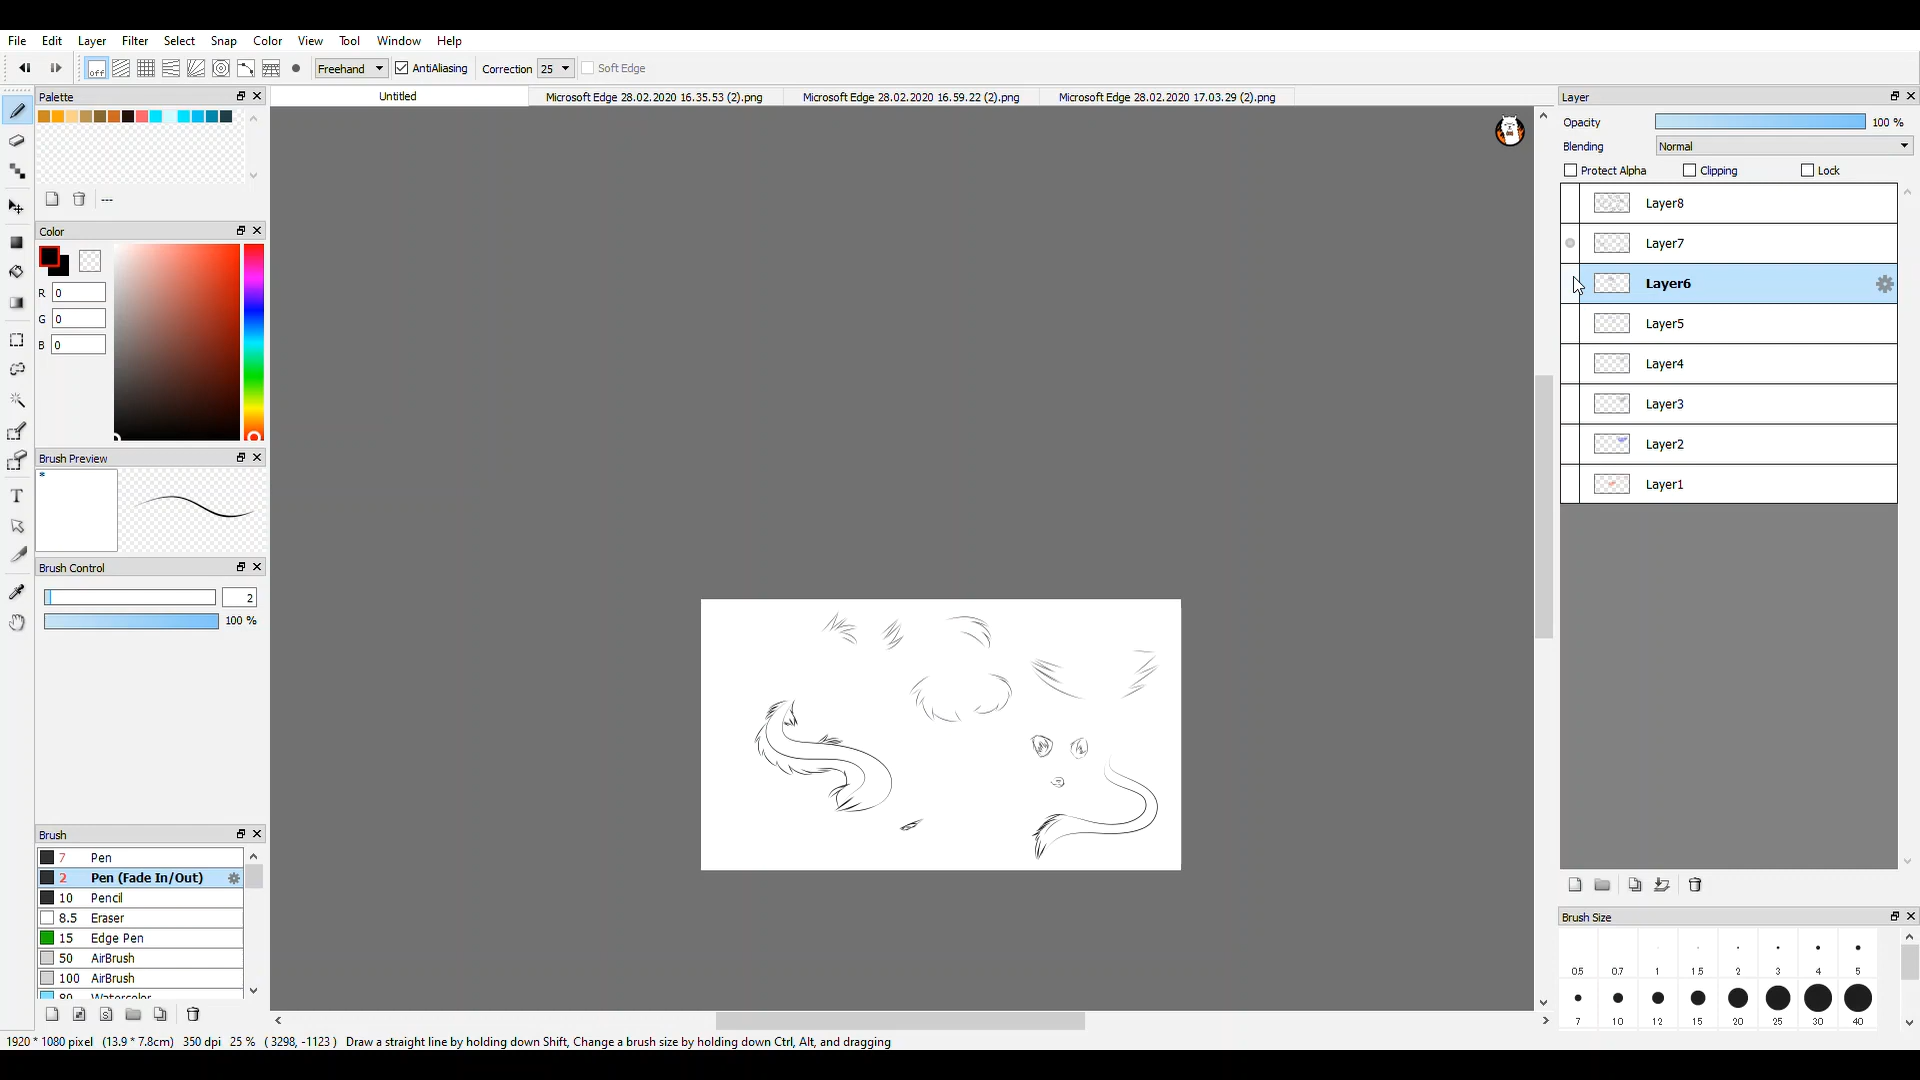 File Edit Layer Filter Select Snap Color View Tool Window Help
off Freehand AntiAliasing Correction 25 Soft Edge
Palette
Untitled Microsoft Edge 28.02.2020 16.35.53 (2).png Microsoft Edge 28.02.2020 16.59.22 (2).png Microsoft Edge 28.02.2020 17.03.29 (2).png
---
Color
R 0
G 0
B 0
Brush Preview
*
Brush Control
2
100 %
Brush
7 Pen
2 Pen (Fade In/Out)
10 Pencil
8.5 Eraser
15 Edge Pen
50 AirBrush
100 AirBrush
80 Watercolor
Layer
Opacity 100 %
Blending Normal
Protect Alpha Clipping Lock
Layer8
Layer7
Layer6
Layer5
Layer4
Layer3
Layer2
Layer1
Brush Size
0.5 0.7 1 1.5 2 3 4 5
7 10 12 15 20 25 30 40
1920 * 1080 pixel (13.9 * 7.8cm) 350 dpi 25 % ( 3298, -1123 ) Draw a straight line by holding down Shift, Change a brush size by holding down Ctrl, Alt, and dragging